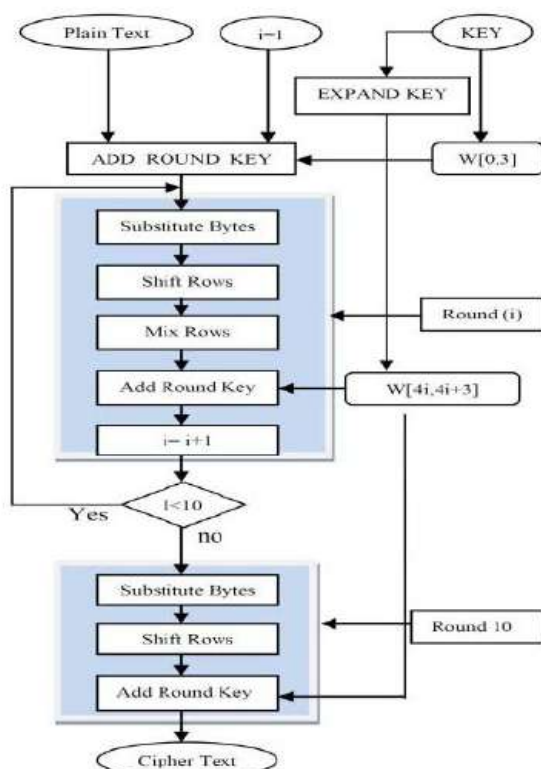 Plain Text
i=1
KEY
EXPAND KEY
ADD ROUND KEY
W[0,3]
Substitute Bytes
Shift Rows
Mix Rows
Round (i)
Add Round Key
W[4i,4i+3]
i= i+1
I<10
Yes
no
Substitute Bytes
Shift Rows
Round 10
Add Round Key
Cipher Text